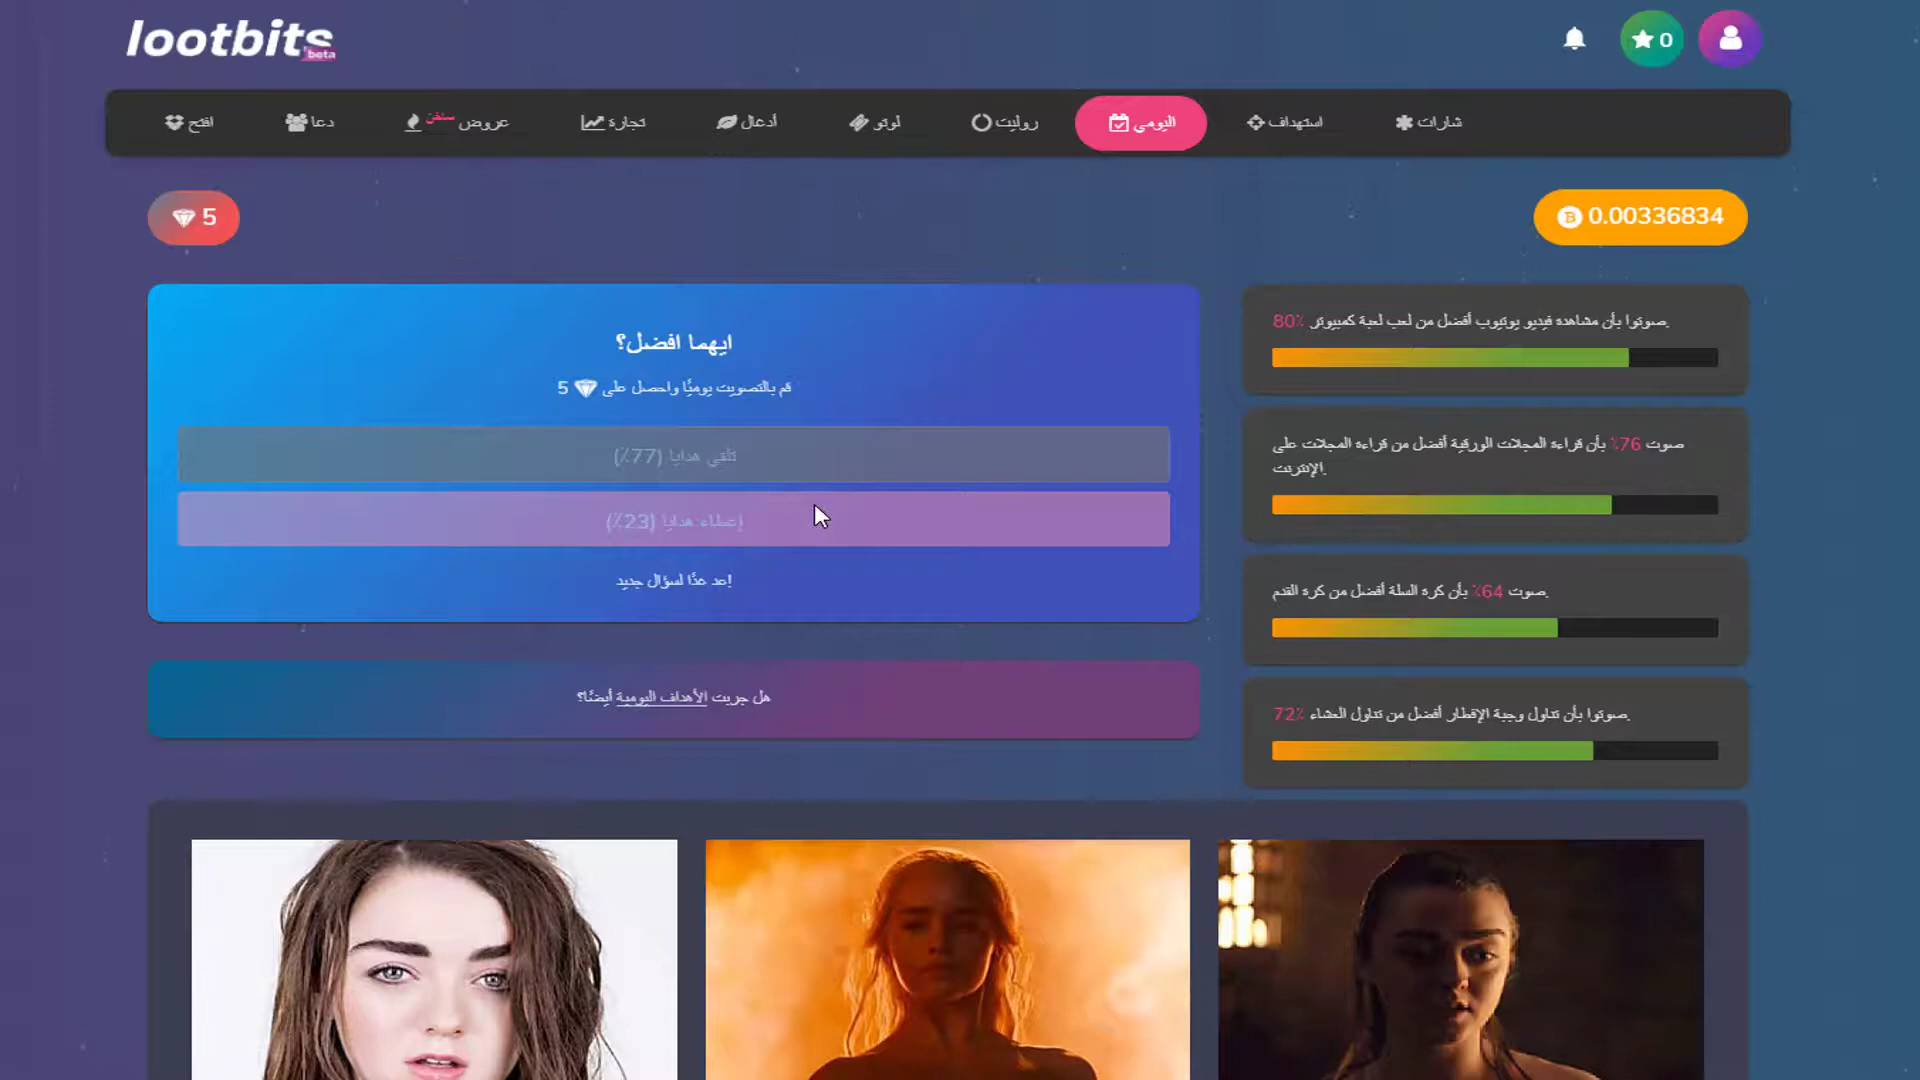 lootbits
beta
0
افتح
دعا
عروض ساخن
تجارة
أدغال
لوتو
روليت
اليومي
استهداف
شارات
5
0.00336834
ايهما افضل؟
قم بالتصويت يوميًا واحصل على 5
تلقي هدايا (77٪)
إعطاء هدايا (23٪)
عد غدًا لسؤال جديد!
هل جربت الأهداف اليومية أيضًا؟
80٪ صوتوا بأن مشاهدة فيديو يوتيوب أفضل من لعب لعبة كمبيوتر.
صوت 76٪ بأن قراءة المجلات الورقية أفضل من قراءة المجلات على
الإنترنت.
صوت 64٪ بأن كرة السلة أفضل من كرة القدم.
72٪ صوتوا بأن تناول وجبة الإفطار أفضل من تناول العشاء.